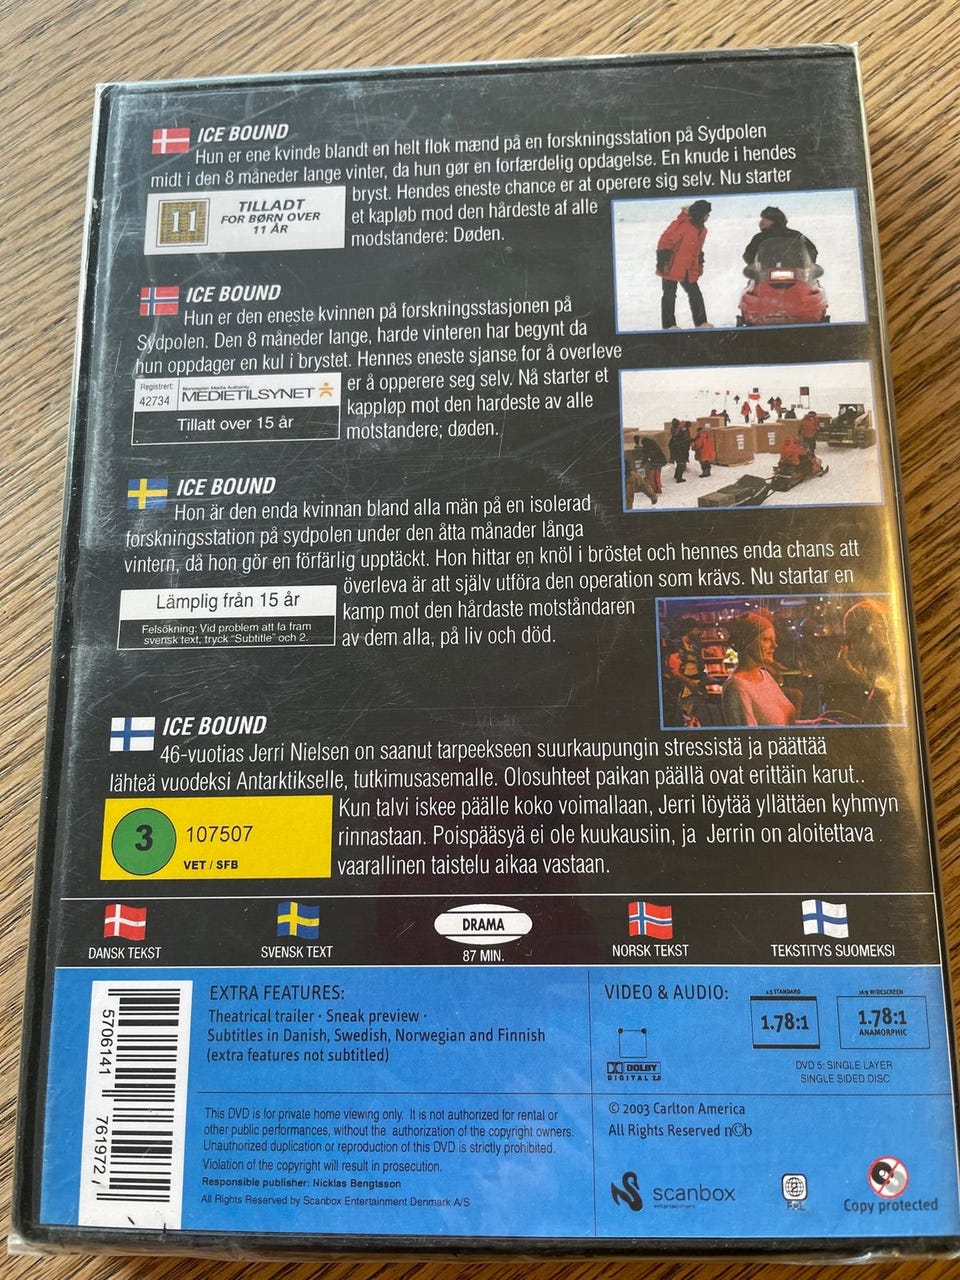 ICE BOUND
Hun er ene kvinde blandt en helt flok mænd på en forskningsstation på Sydpolen
midt i den 8 måneder lange vinter, da hun gør en forfærdelig opdagelse. En knude i hendes
bryst. Hendes eneste chance er at operere sig selv. Nu starter
et kapløb mod den hårdeste af alle
modstandere: Døden.
11
TILLADT
FOR BØRN OVER
11 ÅR
ICE BOUND
Hun er den eneste kvinnen på forskningsstasjonen på
Sydpolen. Den 8 måneder lange, harde vinteren har begynt da
hun oppdager en kul i brystet. Hennes eneste sjanse for å overleve
er å opperere seg selv. Nå starter et
kappløp mot den hardeste av alle
motstandere; døden.
Registrert:
42734
Norwegian Media Authority
MEDIETILSYNET
Tillatt over 15 år
ICE BOUND
Hon är den enda kvinnan bland alla män på en isolerad
forskningsstation på sydpolen under den åtta månader långa
vintern, då hon gör en förfärlig upptäckt. Hon hittar en knöl i bröstet och hennes enda chans att
överleva är att själv utföra den operation som krävs. Nu startar en
kamp mot den hårdaste motståndaren
av dem alla, på liv och död.
Lämplig från 15 år
Felsökning: Vid problem att fa fram
svensk text, tryck "Subtitle" och 2.
ICE BOUND
46-vuotias Jerri Nielsen on saanut tarpeekseen suurkaupungin stressistä ja päättää
lähteä vuodeksi Antarktikselle, tutkimusasemalle. Olosuhteet paikan päällä ovat erittäin karut..
Kun talvi iskee päälle koko voimallaan, Jerri löytää yllättäen kyhmyn
rinnastaan. Poispääsyä ei ole kuukausiin, ja Jerrin on aloitettava
vaarallinen taistelu aikaa vastaan.
3
107507
VET / SFB
DANSK TEKST
SVENSK TEXT
DRAMA
87 MIN.
NORSK TEKST
TEKSTITYS SUOMEKSI
5706141 761972
EXTRA FEATURES:
Theatrical trailer · Sneak preview ·
Subtitles in Danish, Swedish, Norwegian and Finnish
(extra features not subtitled)
VIDEO & AUDIO:
DOLBY
DIGITAL 2.0
4:3 STANDARD
1.78:1
16:9 WIDESCREEN
1.78:1
ANAMORPHIC
DVD 5: SINGLE LAYER
SINGLE SIDED DISC
This DVD is for private home viewing only. It is not authorized for rental or
other public performances, without the authorization of the copyright owners.
Unauthorized duplication or reproduction of this DVD is strictly prohibited.
Violation of the copyright will result in prosecution.
Responsible publisher: Nicklas Bengtsson
All Rights Reserved by Scanbox Entertainment Denmark A/S
© 2003 Carlton America
All Rights Reserved n©b
scanbox
entertainment
2
PAL
Copy protected